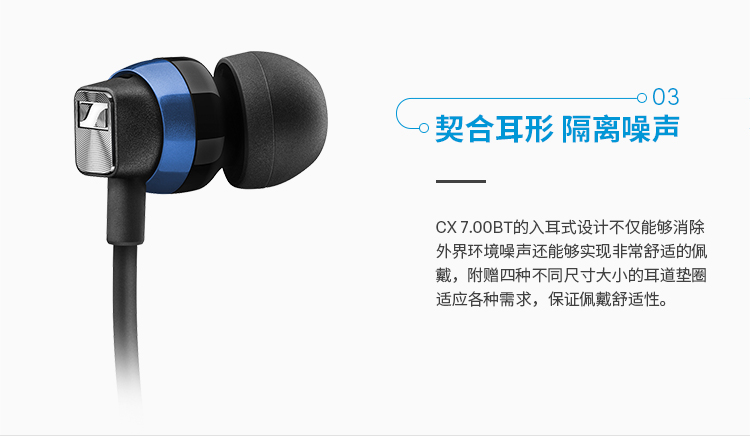 03
契合耳形 隔离噪声
CX 7.00BT的入耳式设计不仅能够消除
外界环境噪声还能够实现非常舒适的佩
戴，附赠四种不同尺寸大小的耳道垫圈
适应各种需求，保证佩戴舒适性。